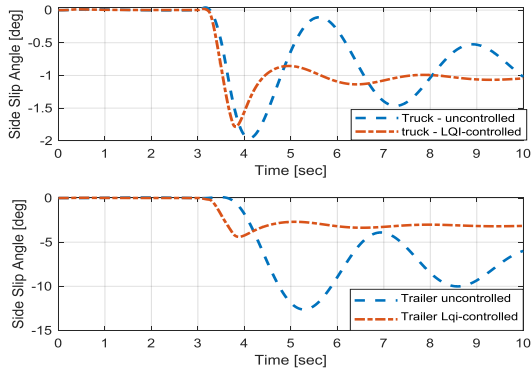 Side Slip Angle [deg]
0
-0.5
-1
-1.5
-2
Truck - uncontrolled
truck - LQI-controlled
0 1 2 3 4 5 6 7 8 9 10
Time [sec]
Side Slip Angle [deg]
0
-5
-10
-15
Trailer uncontrolled
Trailer Lqi-controlled
0 1 2 3 4 5 6 7 8 9 10
Time [sec]